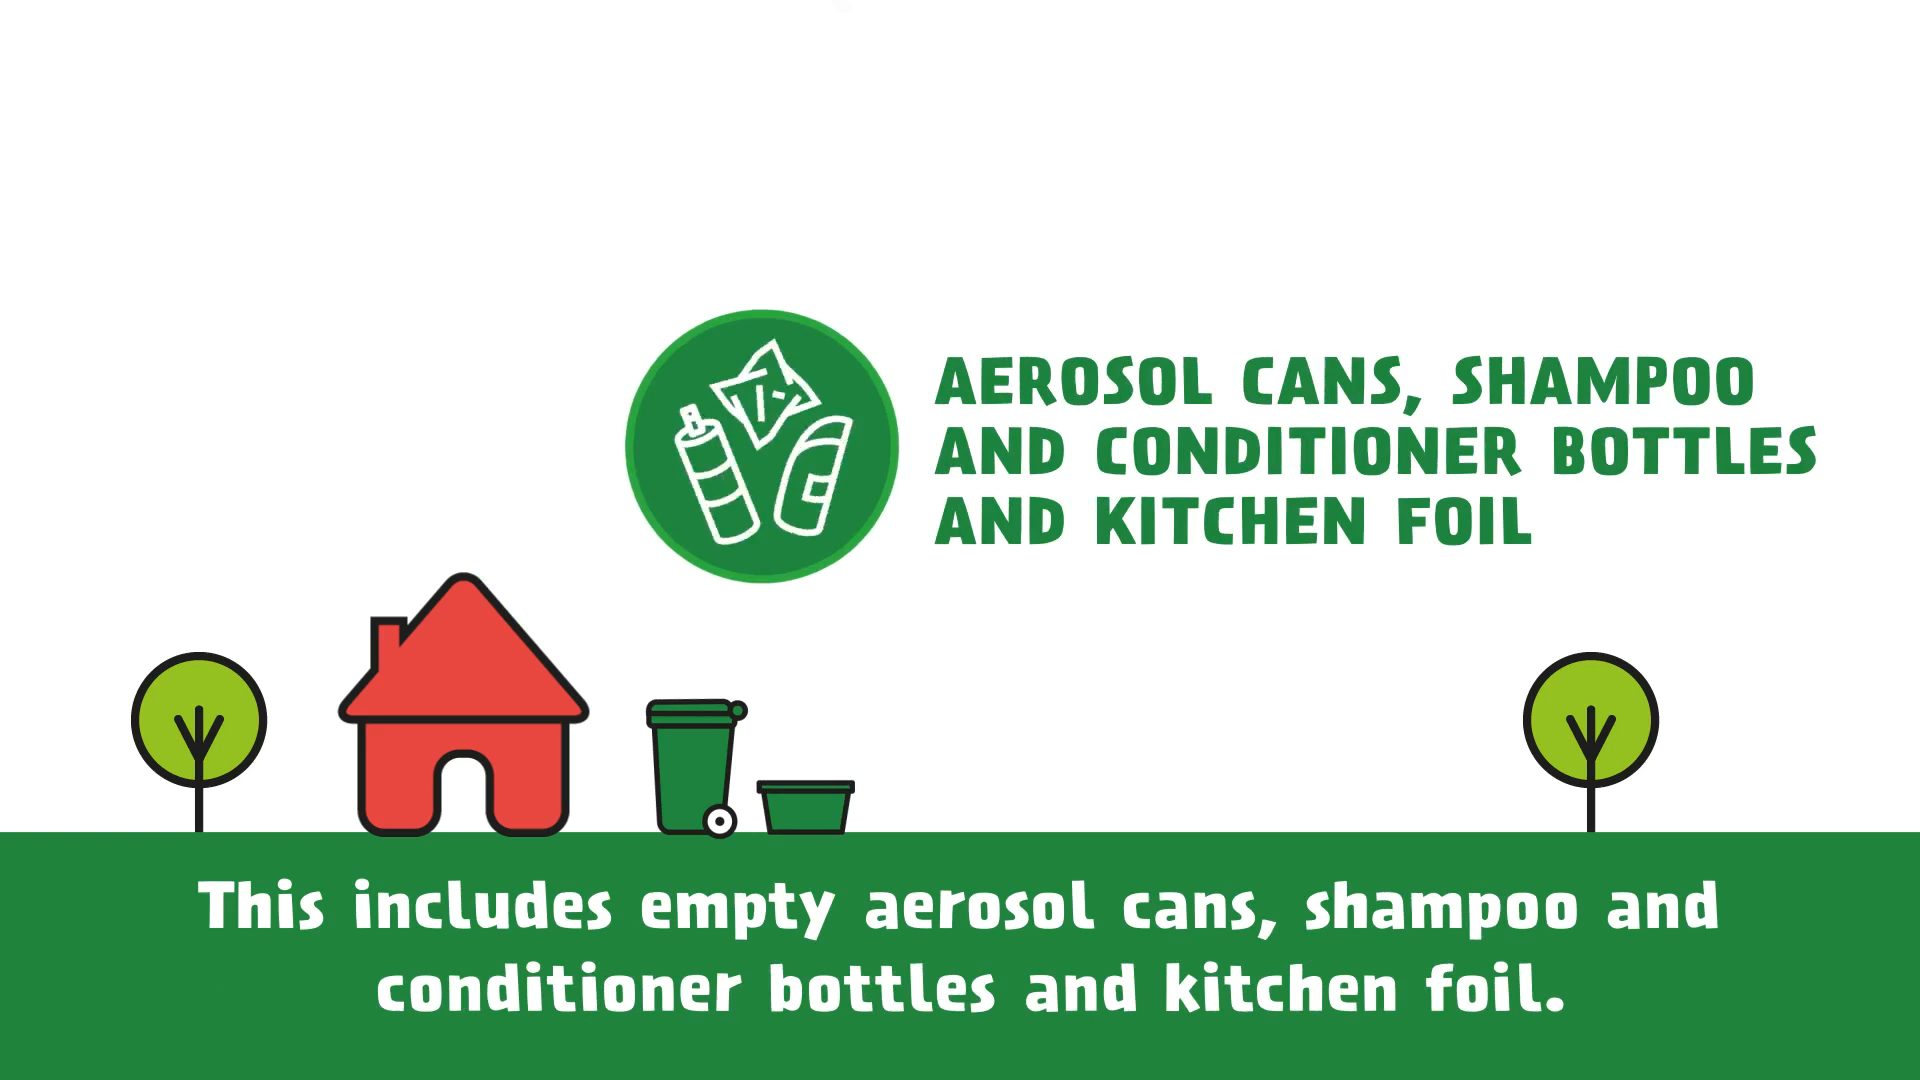 AEROSOL CANS, SHAMPOO
AND CONDITIONER BOTTLES
AND KITCHEN FOIL
This includes empty aerosol cans, shampoo and
conditioner bottles and kitchen foil.